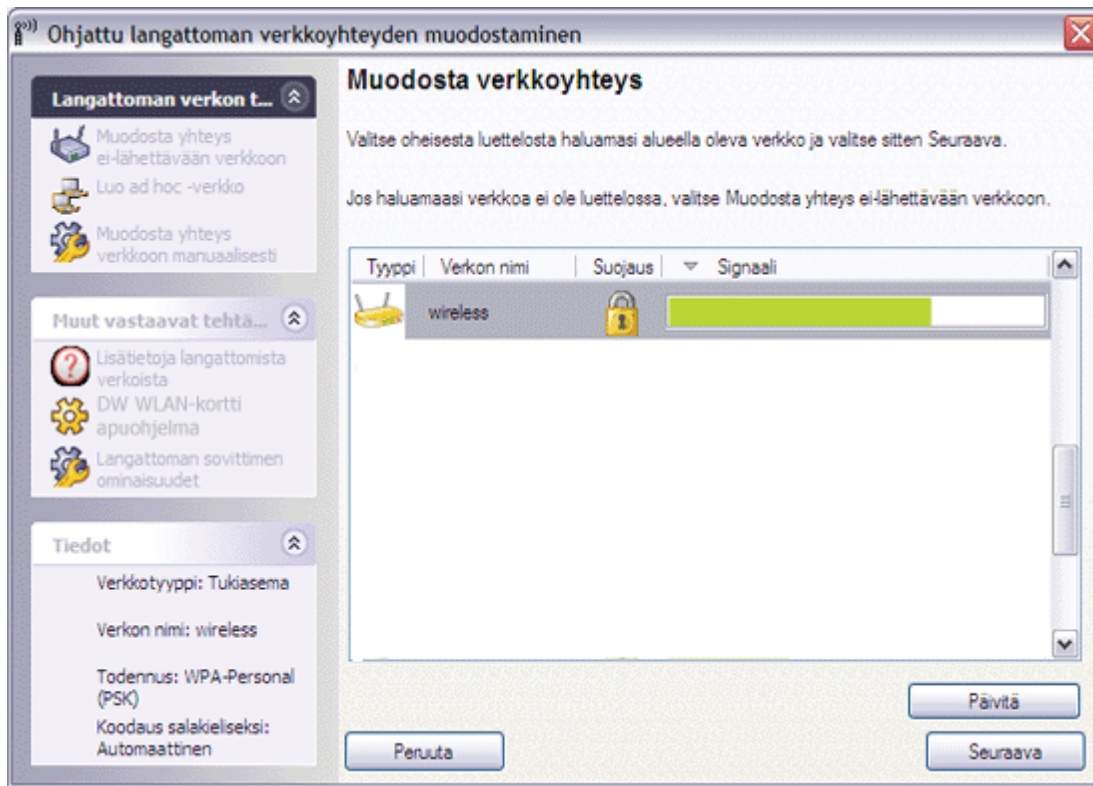 Ohjattu langattoman verkkoyhteyden muodostaminen
Langattoman verkon t...
Muodosta yhteys
ei-lähettävään verkkoon
Luo ad hoc -verkko
Muodosta yhteys
verkkoon manuaalisesti
Muut vastaavat tehtä...
Lisätietoja langattomista
verkoista
DW WLAN-kortti
apuohjelma
Langattoman sovittimen
ominaisuudet
Tiedot
Verkkotyyppi: Tukiasema
Verkon nimi: wireless
Todennus: WPA-Personal
(PSK)
Koodaus salakieliseksi:
Automaattinen
Muodosta verkkoyhteys
Valitse oheisesta luettelosta haluamasi alueella oleva verkko ja valitse sitten Seuraava.
Jos haluamaasi verkkoa ei ole luettelossa, valitse Muodosta yhteys ei-lähettävään verkkoon.
Tyyppi Verkon nimi Suojaus Signaali
wireless
Päivitä
Peruuta Seuraava